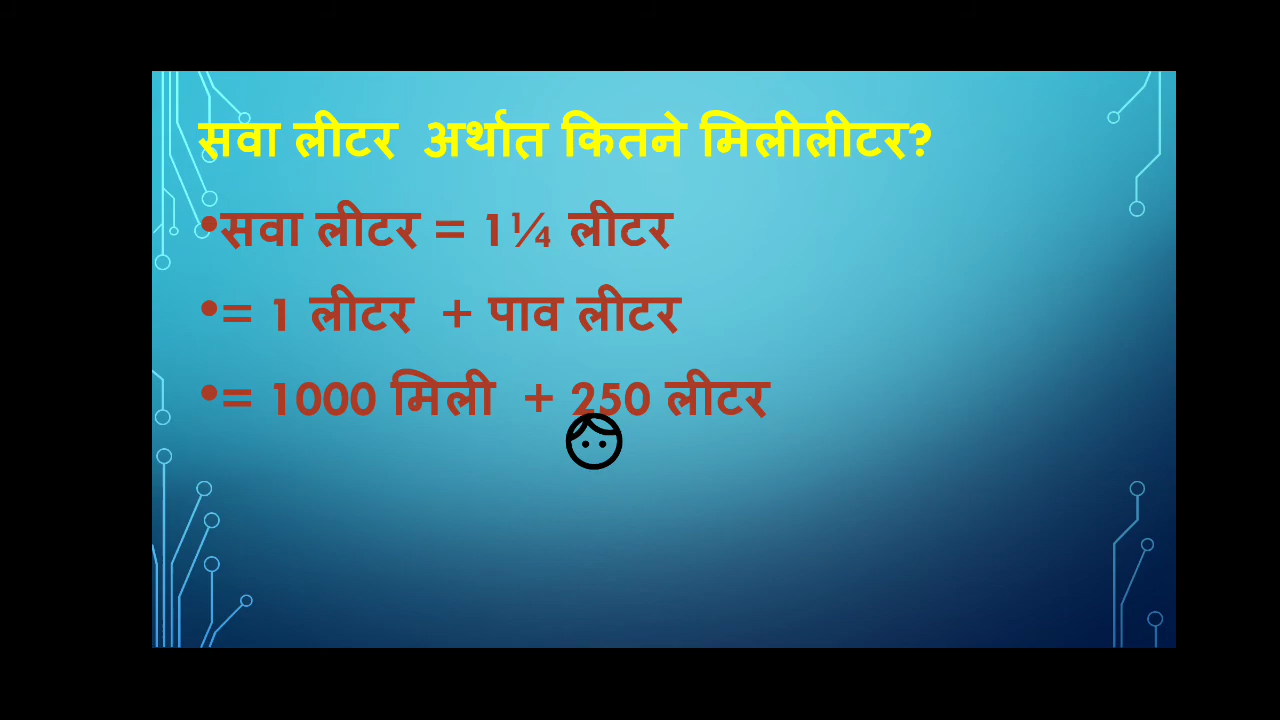 सवा लीटर अर्थात कितने मिलीलीटर?
•सवा लीटर = 1¼ लीटर
•= 1 लीटर + पाव लीटर
•= 1000 मिली + 250 लीटर